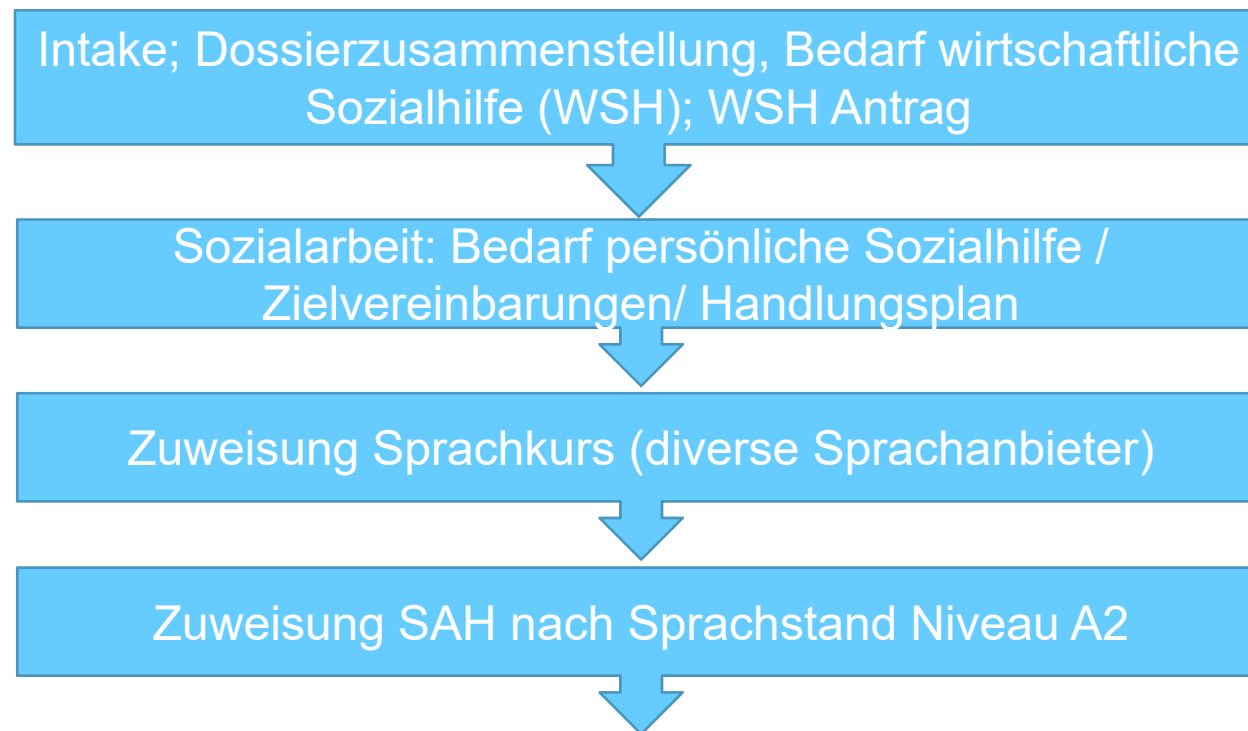 Intake; Dossierzusammenstellung, Bedarf wirtschaftliche
Sozialhilfe (WSH); WSH Antrag
Sozialarbeit: Bedarf persönliche Sozialhilfe /
Zielvereinbarungen/ Handlungsplan
Zuweisung Sprachkurs (diverse Sprachanbieter)
Zuweisung SAH nach Sprachstand Niveau A2